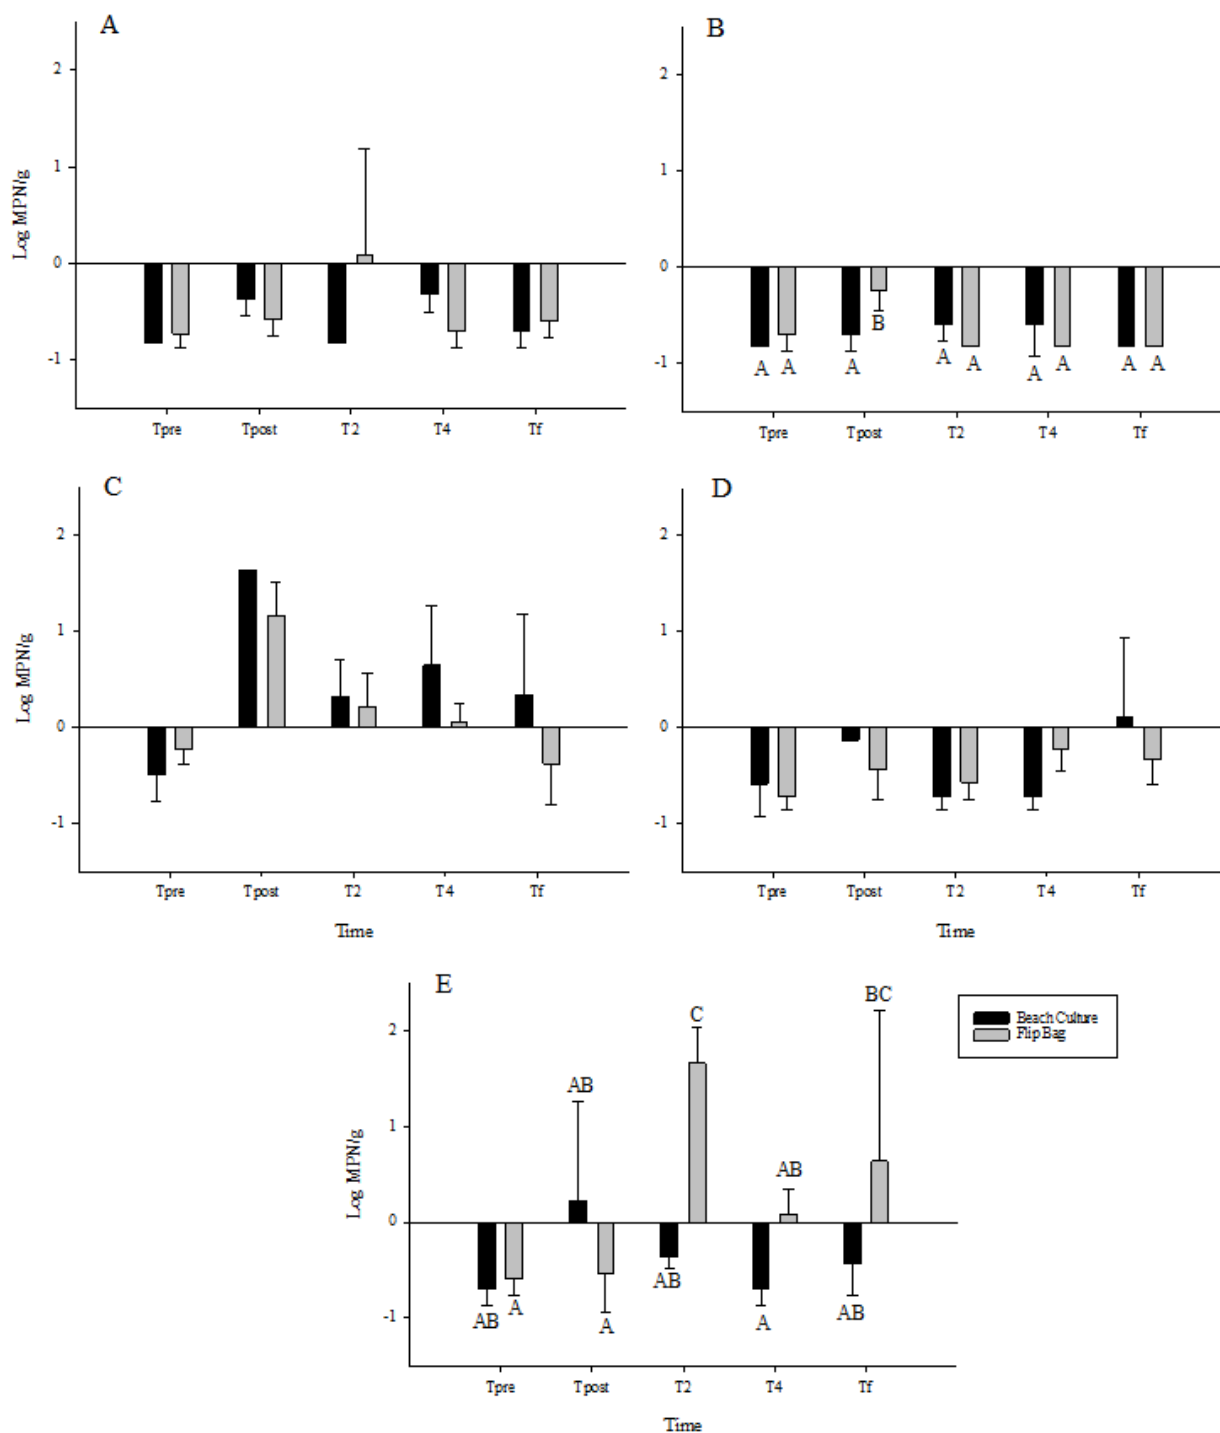 A
2
1
0
-1
Log MPN/g
Tpre Tpost T2 T4 Tf
B
2
1
0
-1
A A A B A A A A A A
Tpre Tpost T2 T4 Tf
C
2
1
0
-1
Log MPN/g
Tpre Tpost T2 T4 Tf
Time
D
2
1
0
-1
Tpre Tpost T2 T4 Tf
Time
E
2
1
0
-1
Log MPN/g
AB A AB A AB C A AB AB BC
Tpre Tpost T2 T4 Tf
Time
Beach Culture
Flip Bag